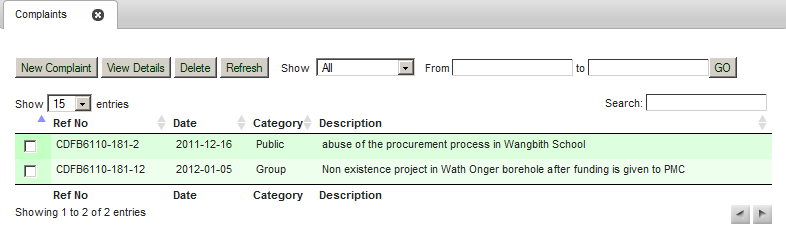 Complaints
New Complaint View Details Delete Refresh Show All From to GO
Show 15 entries Search:
Ref No Date Category Description
CDFB6110-181-2 2011-12-16 Public abuse of the procurement process in Wangbith School
CDFB6110-181-12 2012-01-05 Group Non existence project in Wath Onger borehole after funding is given to PMC
Ref No Date Category Description
Showing 1 to 2 of 2 entries